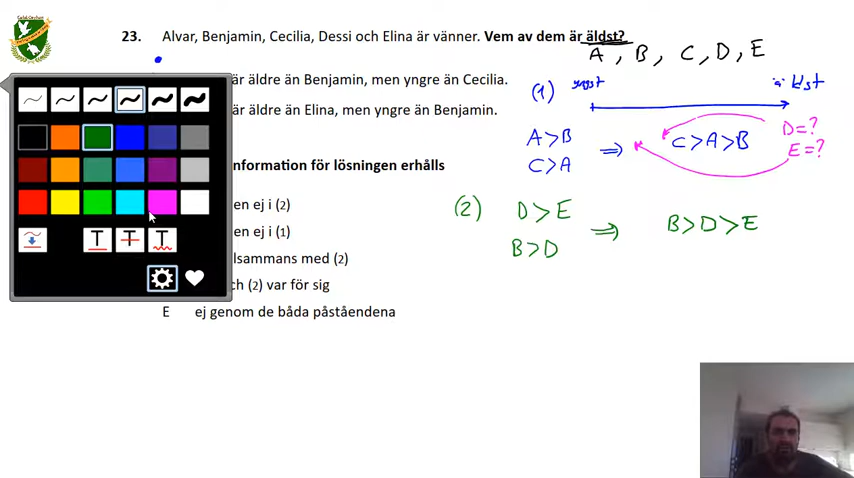 23. Alvar, Benjamin, Cecilia, Dessi och Elina är vänner. Vem av dem är äldst?
A, B, C, D, E
är äldre än Benjamin, men yngre än Cecilia.
är äldre än Elina, men yngre än Benjamin.
(1) yngst äldst
A>B
C>A
⇒ C>A>B
D=?
E=?
information för lösningen erhålls
en ej i (2)
en ej i (1)
lsammans med (2)
ch (2) var för sig
E ej genom de båda påståendena
(2) D>E
B>D
⇒ B>D>E
T T T